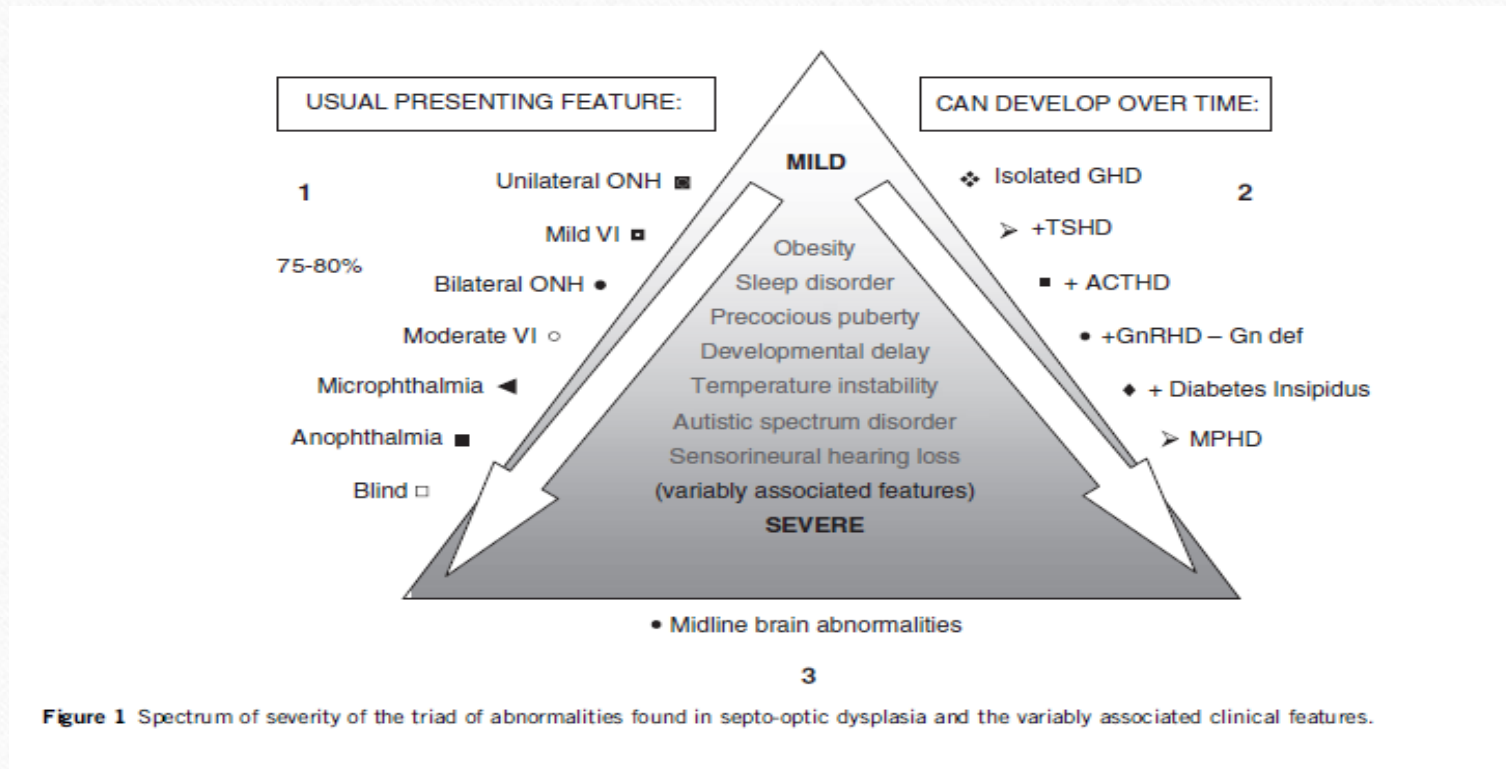 USUAL PRESENTING FEATURE:
CAN DEVELOP OVER TIME:
1
75-80%
Unilateral ONH
Mild VI
Bilateral ONH
Moderate VI
Microphthalmia
Anophthalmia
Blind
MILD
Obesity
Sleep disorder
Precocious puberty
Developmental delay
Temperature instability
Autistic spectrum disorder
Sensorineural hearing loss
(variably associated features)
SEVERE
Isolated GHD
2
+TSHD
+ ACTHD
+GnRHD – Gn def
+ Diabetes Insipidus
MPHD
• Midline brain abnormalities
3
Figure 1 Spectrum of severity of the triad of abnormalities found in septo-optic dysplasia and the variably associated clinical features.